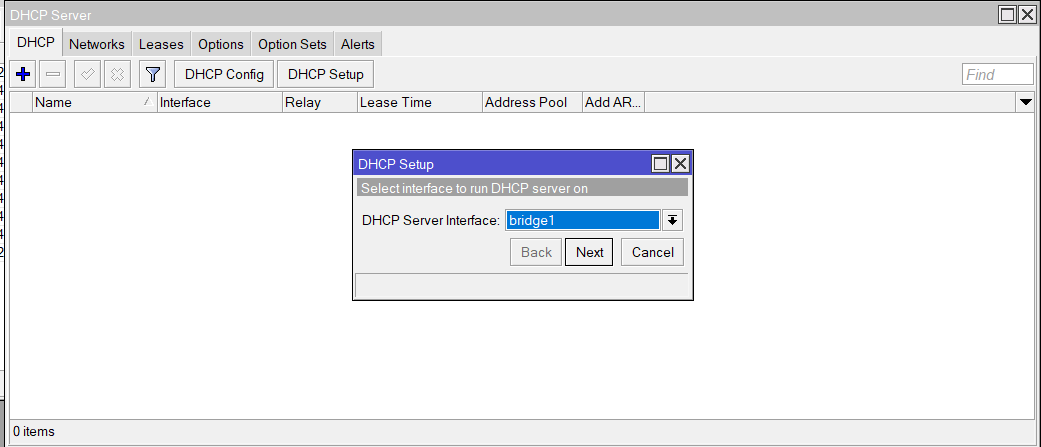 DHCP Server
DHCP Networks Leases Options Option Sets Alerts
DHCP Config DHCP Setup Find
Name Interface Relay Lease Time Address Pool Add AR...
DHCP Setup
Select interface to run DHCP server on
DHCP Server Interface: bridge1
Back Next Cancel
0 items